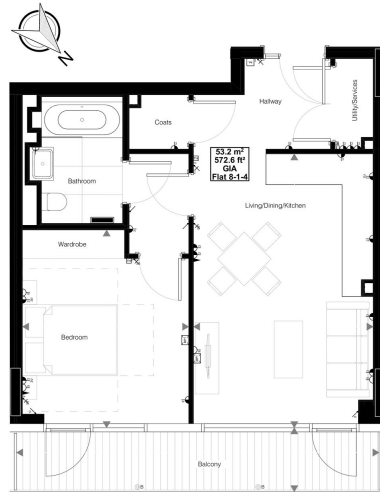 N
Hallway
Utility/Services
Coats
53.2 m²
572.6 ft²
GIA
Flat 8-1-4
Bathroom
Living/Dining/Kitchen
Wardrobe
Bedroom
Balcony